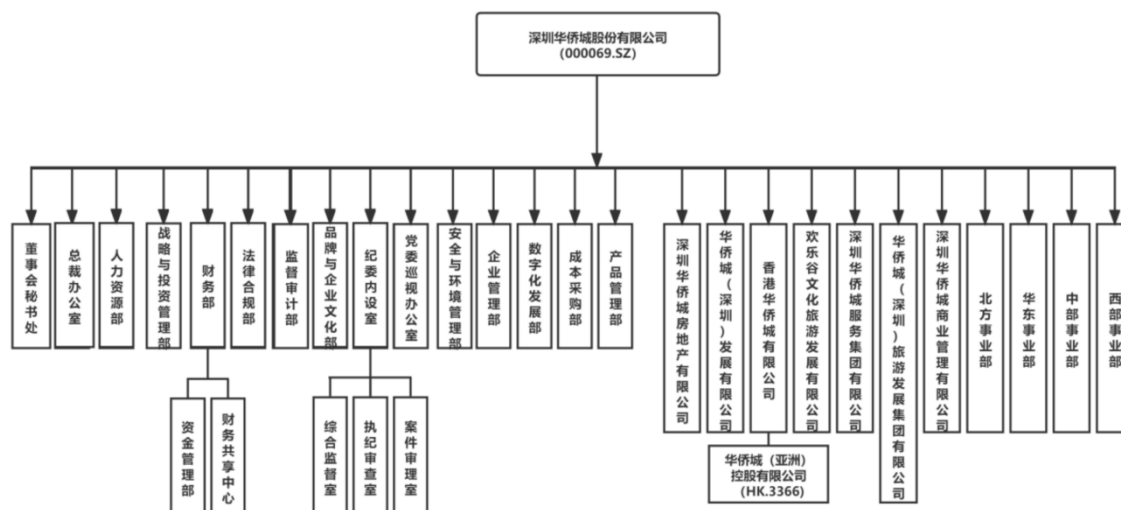 深圳华侨城股份有限公司
(000069.SZ)
董事会秘书处
总裁办公室
人力资源部
战略与投资管理部
财务部
法律合规部
监督审计部
品牌与企业文化部
纪委内设室
党委巡视办公室
安全与环境管理部
企业管理部
数字化发展部
成本采购部
产品管理部
深圳华侨城房地产有限公司
华侨城（深圳）发展有限公司
香港华侨城有限公司
欢乐谷文化旅游发展有限公司
深圳华侨城服务集团有限公司
华侨城（深圳）旅游发展集团有限公司
深圳华侨城商业管理有限公司
北方事业部
华东事业部
中部事业部
西部事业部
资金管理部
财务共享中心
综合监督室
执纪审查室
案件审理室
华侨城（亚洲）
控股有限公司
(HK.3366)